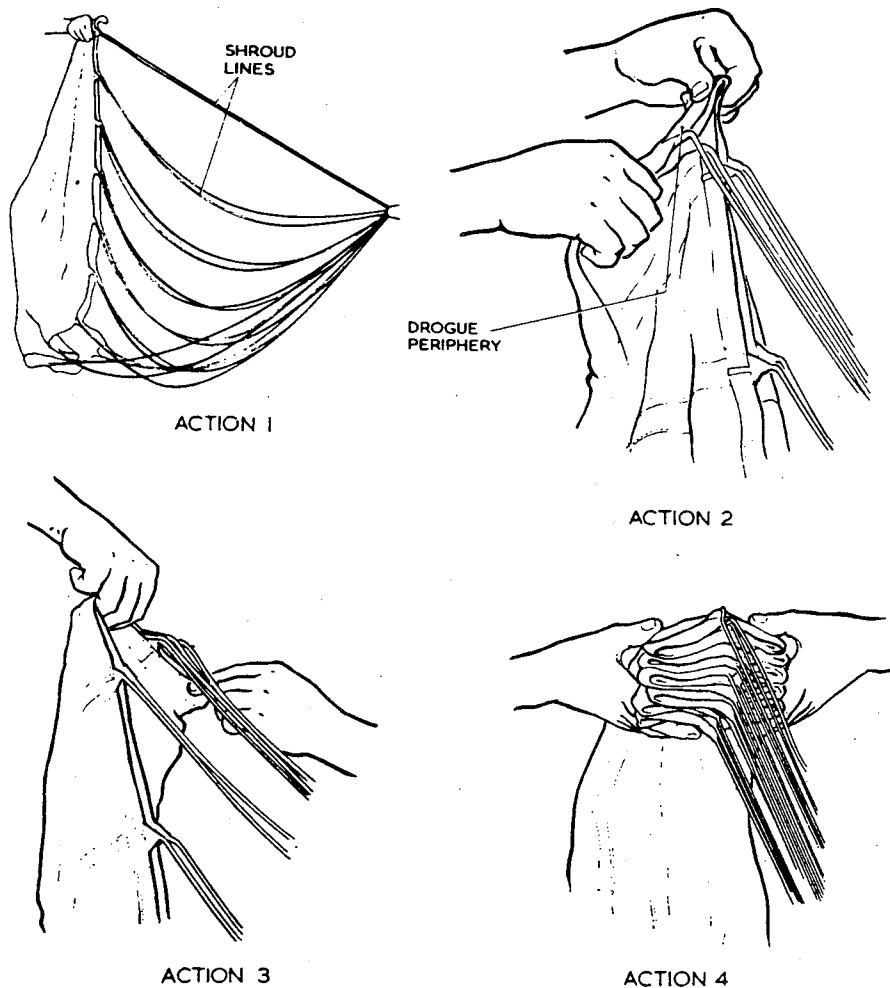 SHROUD
LINES
ACTION 1
DROGUE
PERIPHERY
ACTION 2
ACTION 3
ACTION 4